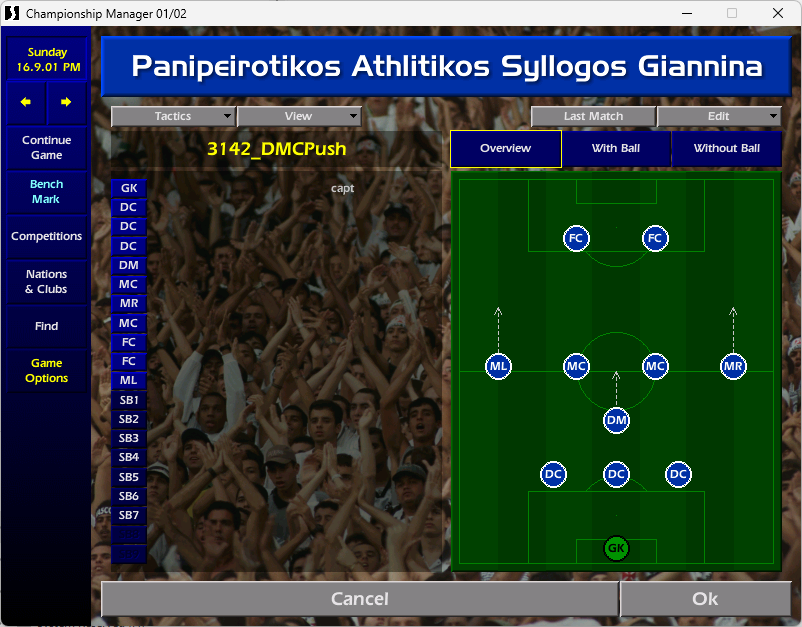 Championship Manager 01/02
Sunday
16.9.01 PM
Continue
Game
Bench
Mark
Competitions
Nations
& Clubs
Find
Game
Options
Panipeirotikos Athlitikos Syllogos Giannina
Tactics
View
Last Match
Edit
3142_DMCPush
Overview
With Ball
Without Ball
GK
capt
DC
DC
DC
DM
MC
MR
MC
FC
FC
ML
SB1
SB2
SB3
SB4
SB5
SB6
SB7
FC FC
ML MC MC MR
DM
DC DC DC
GK
Cancel
Ok